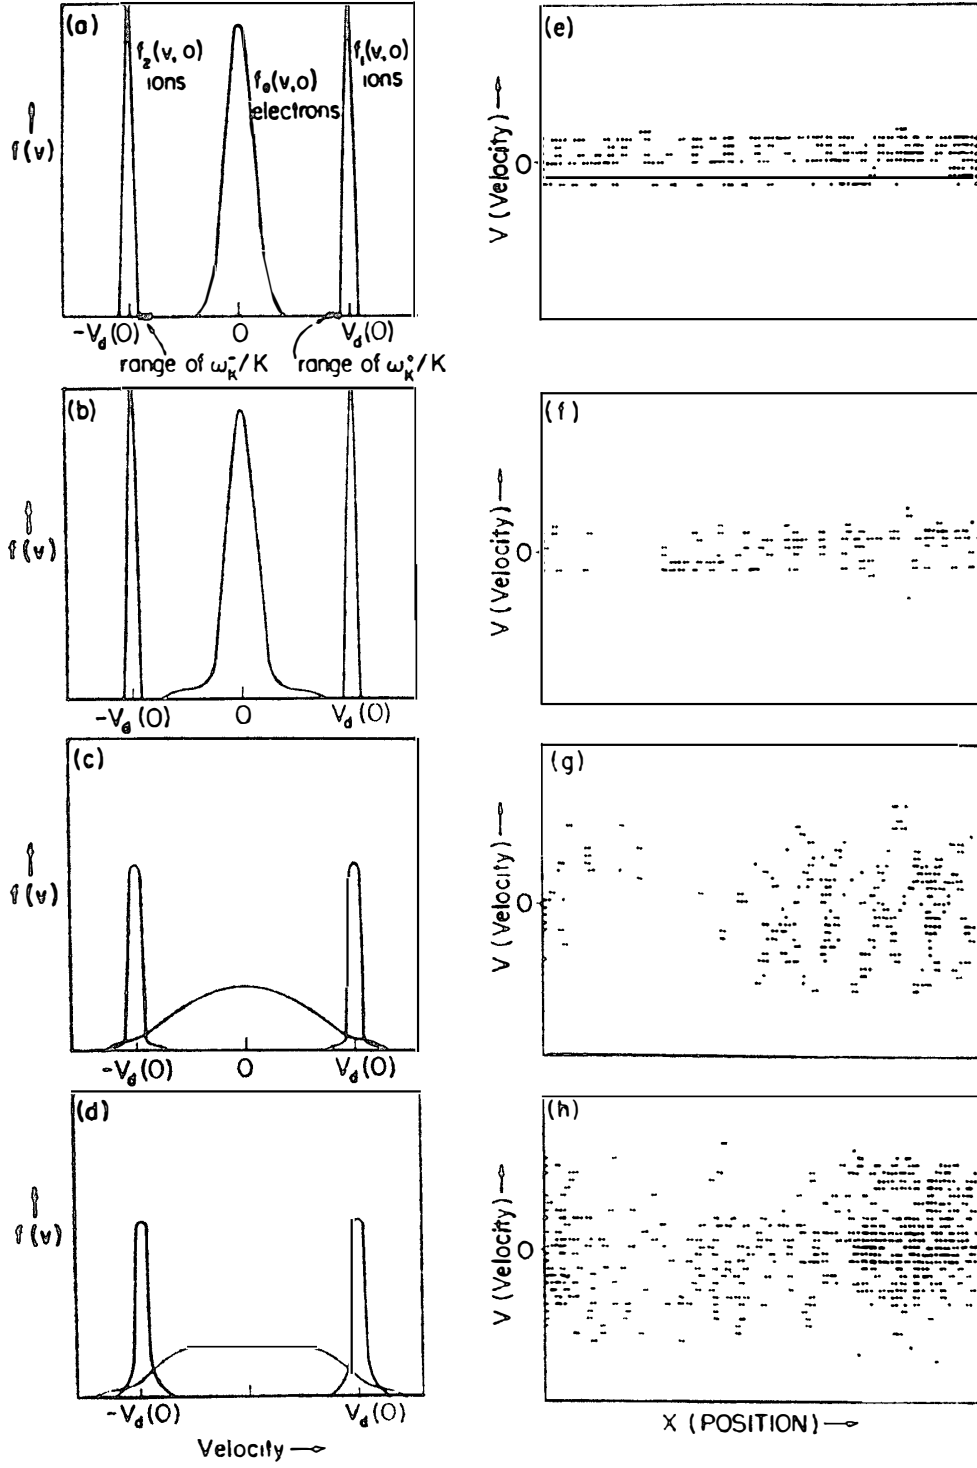 (a)
f₂(v,0)
ions
f₀(v,0)
electrons
f₁(v,0)
ions
f(v)
-V_d(0)
0
V_d(0)
range of ω_K⁻/K
range of ω_K⁺/K
(b)
f(v)
-V_d(0)
0
V_d(0)
(c)
f(v)
-V_d(0)
0
V_d(0)
(d)
f(v)
-V_d(0)
V_d(0)
Velocity
(e)
V (Velocity)
0
(f)
V (Velocity)
0
(g)
V (Velocity)
0
(h)
V (Velocity)
0
X (POSITION)